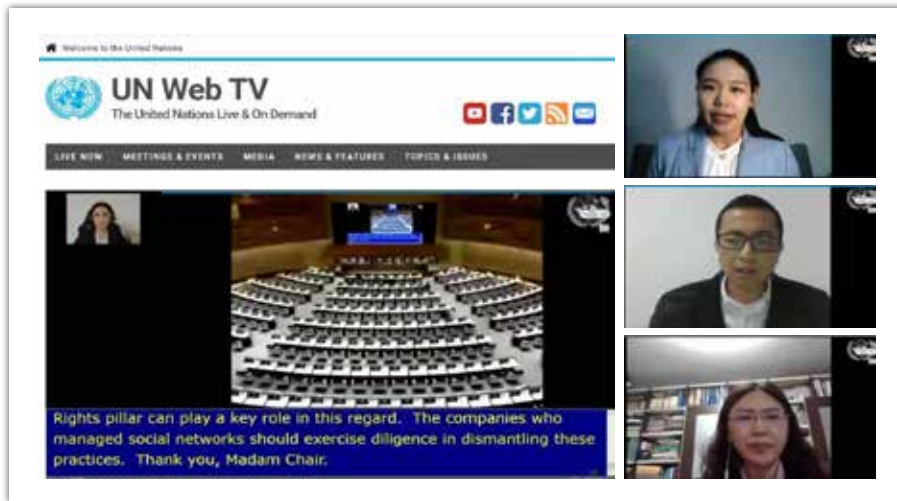 Welcome to the United Nations
UN Web TV
The United Nations Live & On Demand
LIVE NOW MEETINGS & EVENTS MEDIA NEWS & FEATURES TOPICS & ISSUES
Rights pillar can play a key role in this regard. The companies who
managed social networks should exercise diligence in dismantling these
practices. Thank you, Madam Chair.